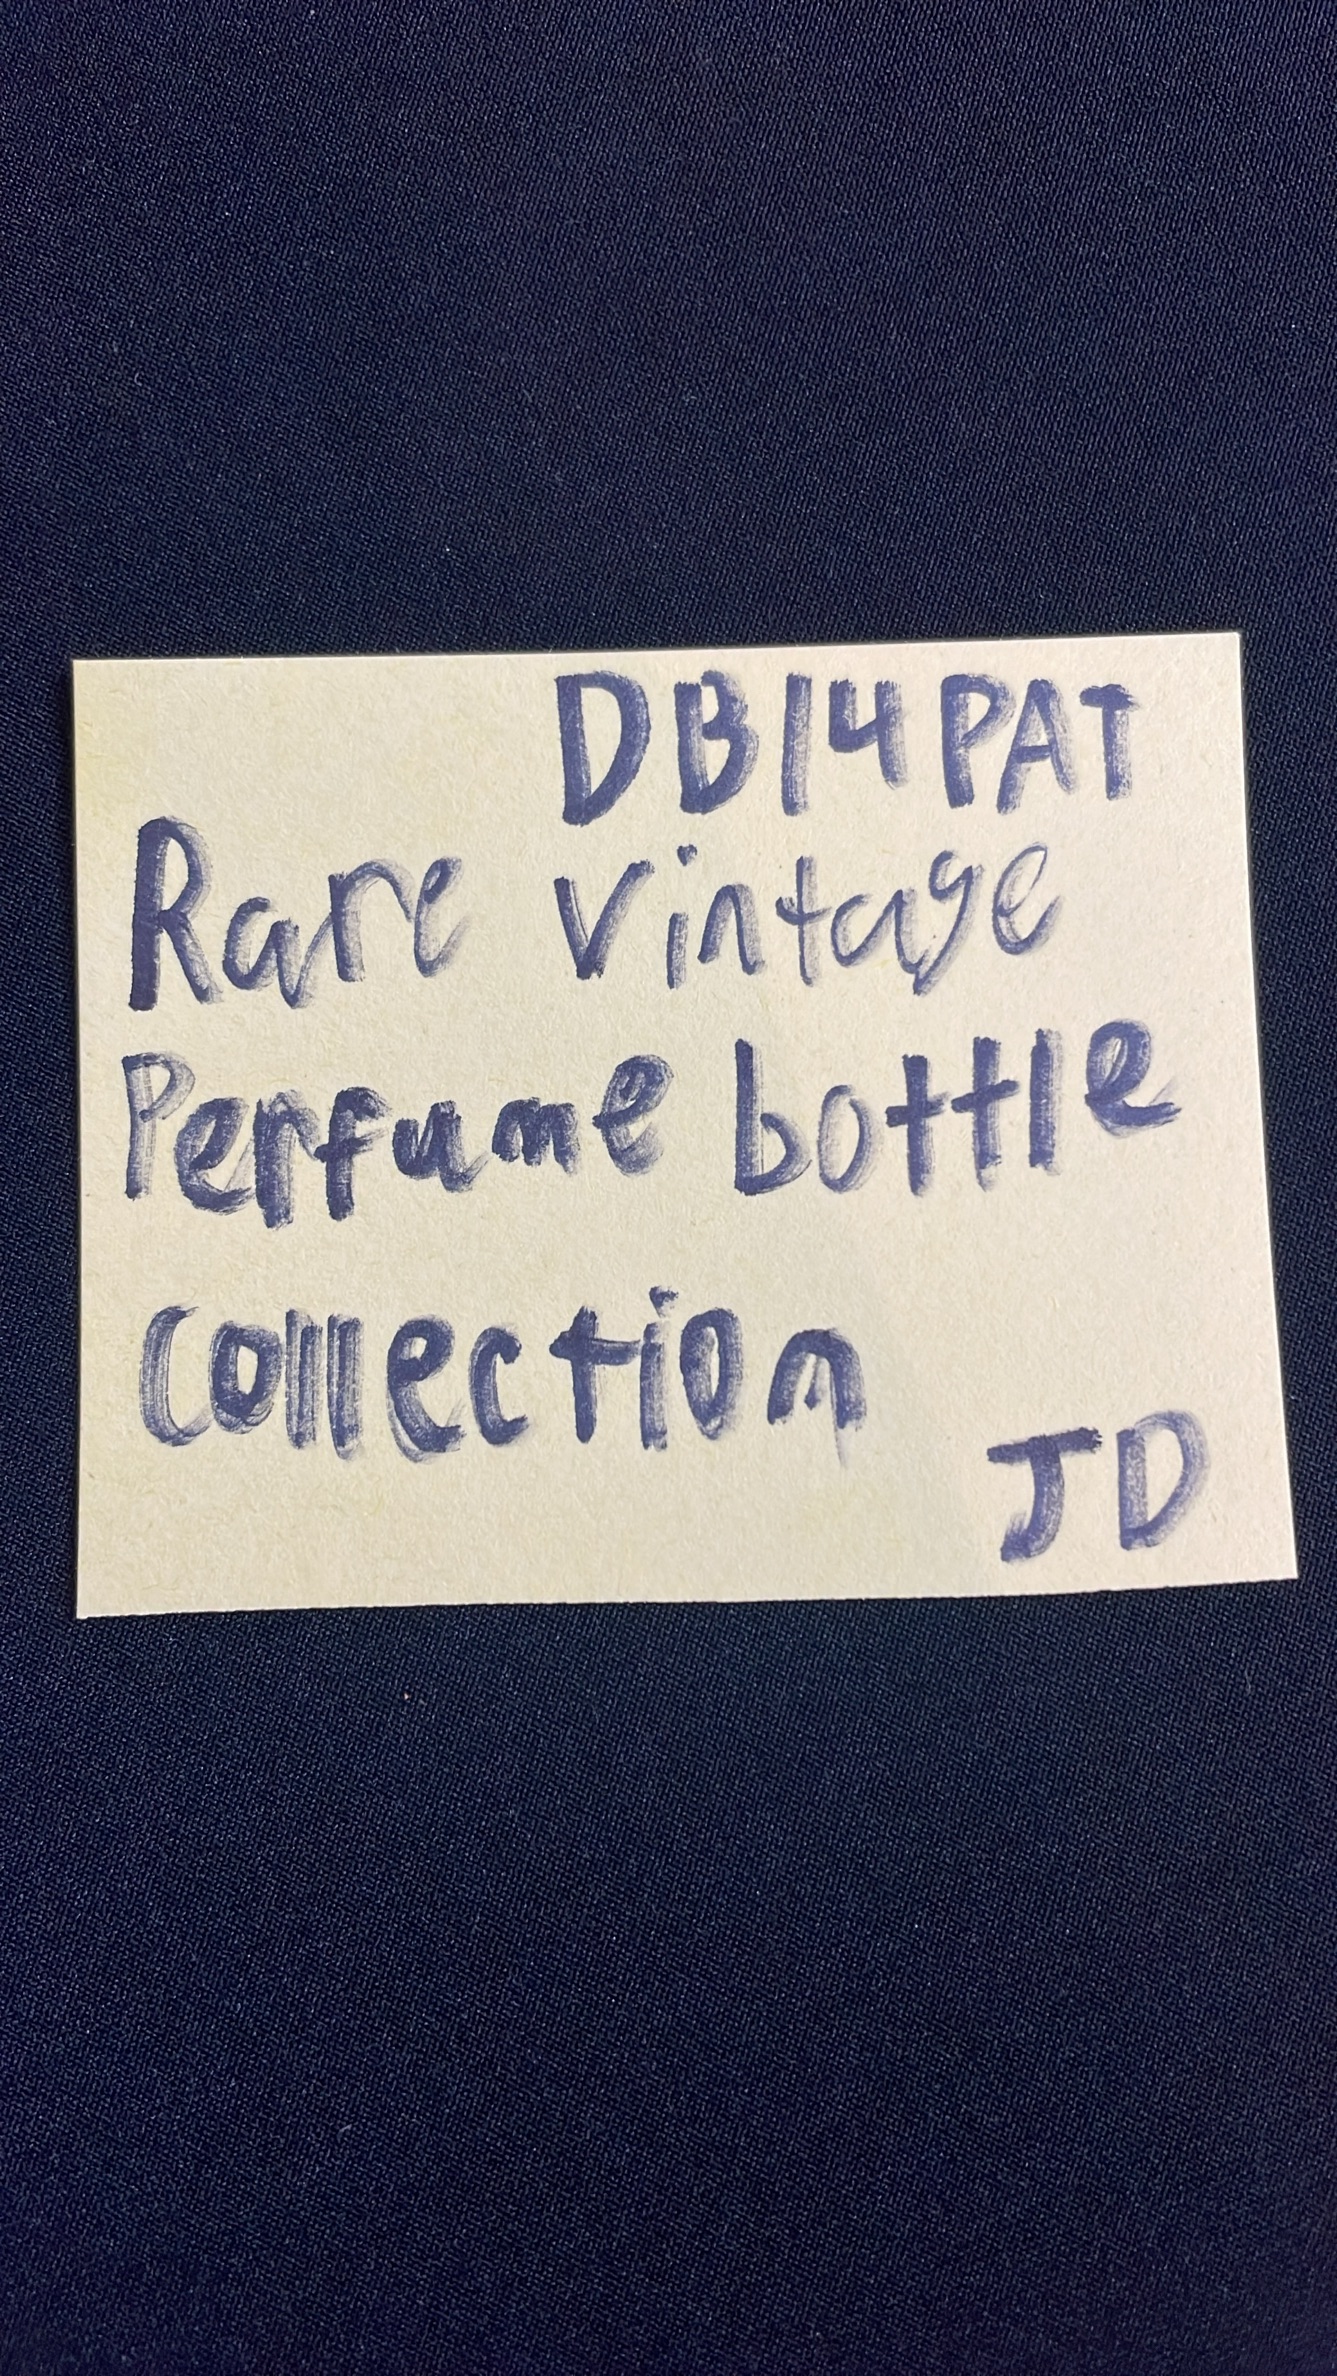 DB14PAT
Rare Vintage
Perfume bottle
Collection
JD